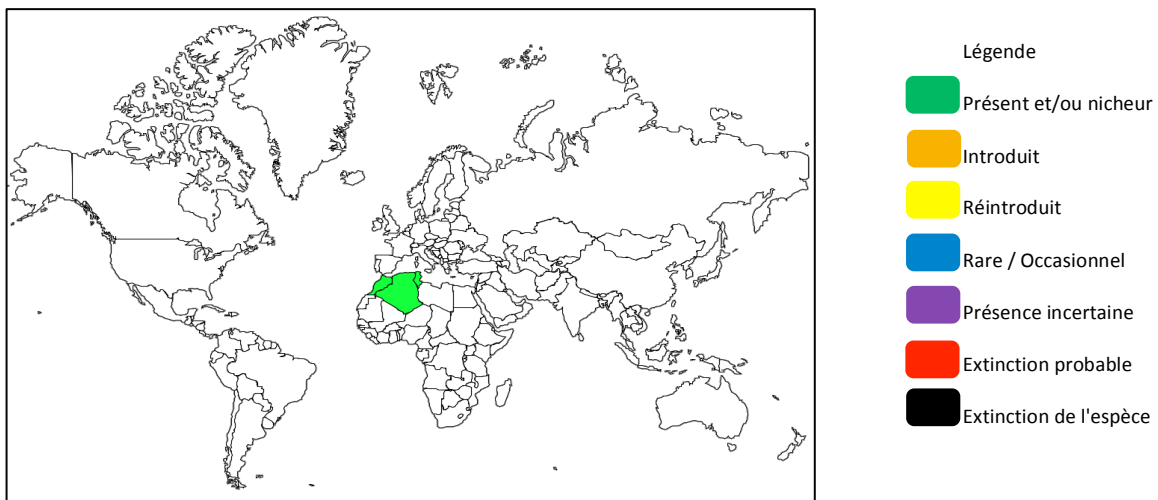 Légende
Présent et/ou nicheur
Introduit
Réintroduit
Rare / Occasionnel
Présence incertaine
Extinction probable
Extinction de l'espèce